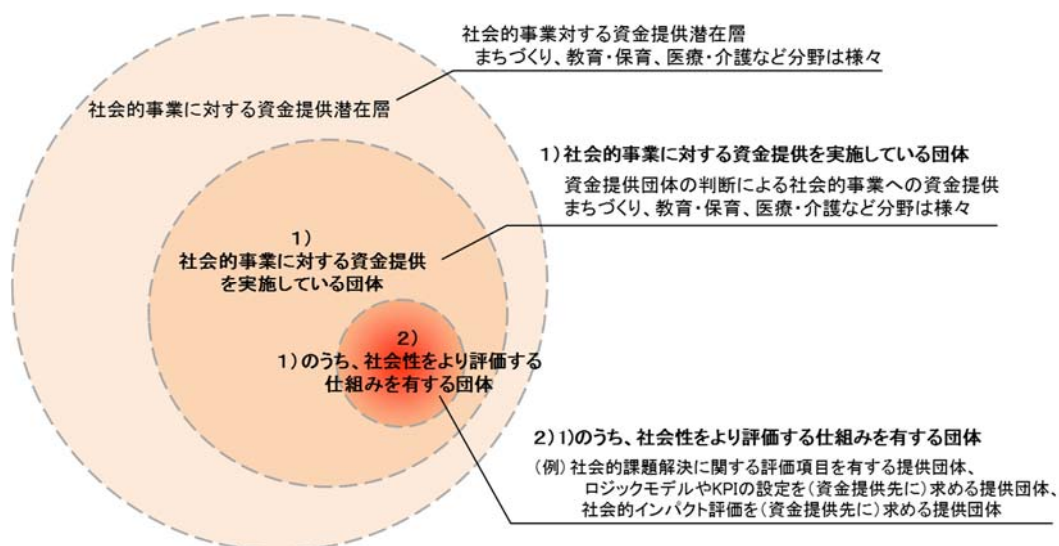 社会的事業対する資金提供潜在層
まちづくり、教育・保育、医療・介護など分野は様々
社会的事業に対する資金提供潜在層
1）社会的事業に対する資金提供を実施している団体
資金提供団体の判断による社会的事業への資金提供
まちづくり、教育・保育、医療・介護など分野は様々
1）
社会的事業に対する資金提供
を実施している団体
2）
1）のうち、社会性をより評価する
仕組みを有する団体
2）1）のうち、社会性をより評価する仕組みを有する団体
（例）社会的課題解決に関する評価項目を有する提供団体、
ロジックモデルやKPIの設定を（資金提供先に）求める提供団体、
社会的インパクト評価を（資金提供先に）求める提供団体